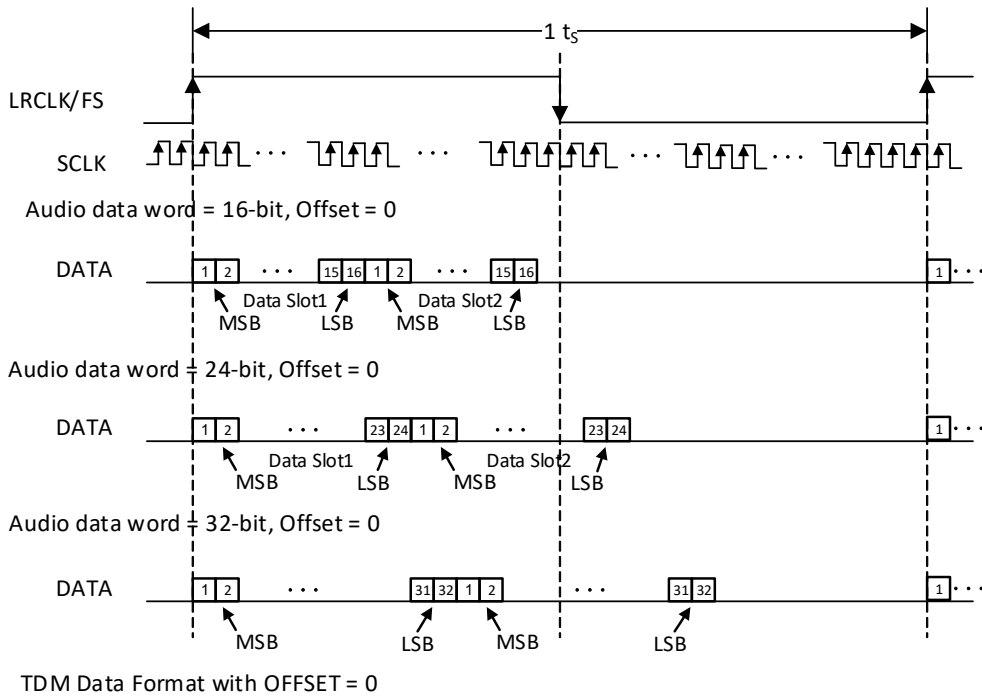 1 tS
LRCLK/FS
SCLK
Audio data word = 16-bit, Offset = 0
DATA
1 2 · · · 15 16 1 2 · · · 15 16 1 · · ·
Data Slot1 Data Slot2
MSB LSB MSB LSB
Audio data word = 24-bit, Offset = 0
DATA
1 2 · · · 23 24 1 2 · · · 23 24 1 · · ·
Data Slot1 Data Slot2
MSB LSB MSB LSB
Audio data word = 32-bit, Offset = 0
DATA
1 2 · · · 31 32 1 2 · · · 31 32 1 · · ·
MSB LSB MSB LSB
TDM Data Format with OFFSET = 0